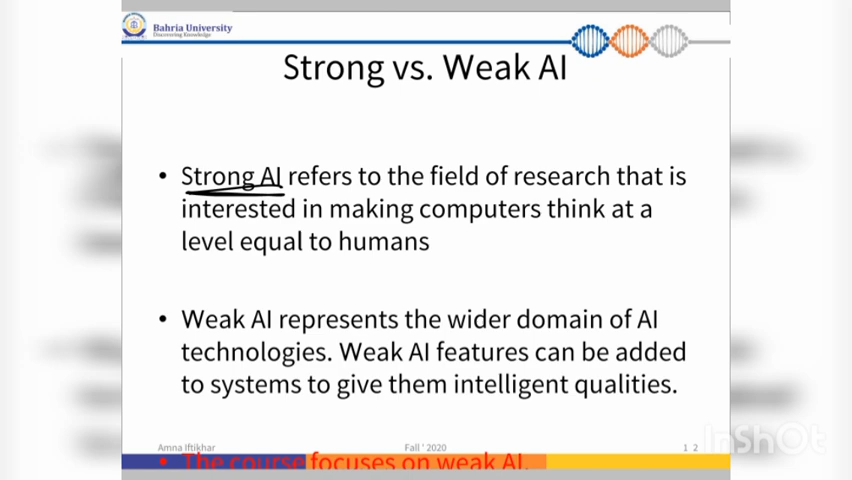 Bahria University
Discovering Knowledge
Strong vs. Weak AI
• Strong AI refers to the field of research that is
interested in making computers think at a
level equal to humans
• Weak AI represents the wider domain of AI
technologies. Weak AI features can be added
to systems to give them intelligent qualities.
Amna Iftikhar
Fall ' 2020
1 2
• The course focuses on weak AI.
InShOt